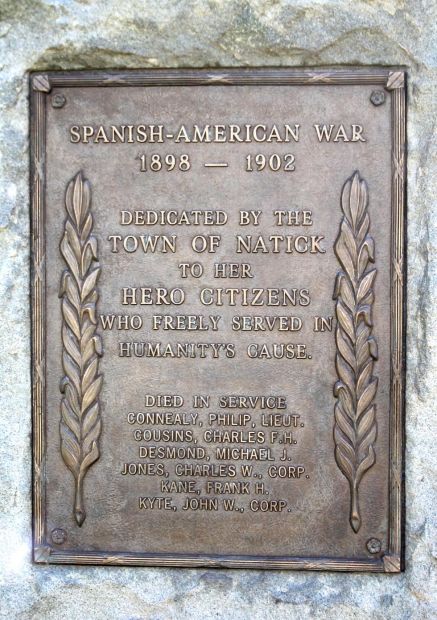 SPANISH-AMERICAN WAR
1898 — 1902
DEDICATED BY THE
TOWN OF NATICK
TO HER
HERO CITIZENS
WHO FREELY SERVED IN
HUMANITY'S CAUSE.
DIED IN SERVICE
CONNEALY, PHILIP, LIEUT.
COUSINS, CHARLES F.H.
DESMOND, MICHAEL J.
JONES, CHARLES W., CORP.
KANE, FRANK H.
KYTE, JOHN W., CORP.